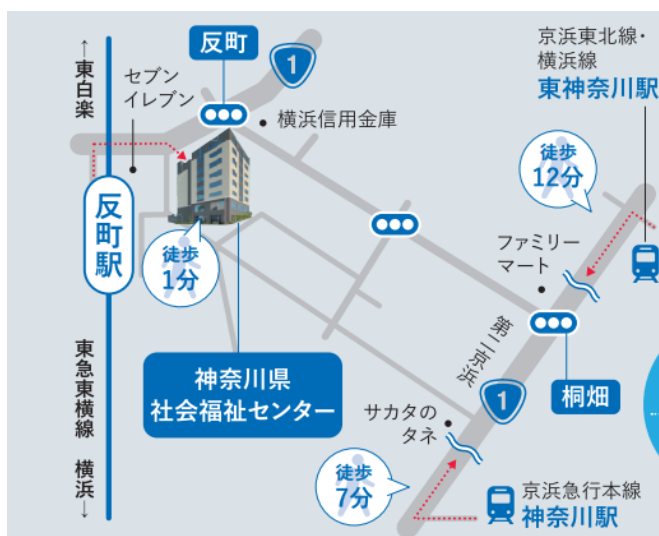 ↑東白楽
セブン
イレブン
反町
1
横浜信用金庫
京浜東北線・
横浜線
東神奈川駅
徒歩
12分
反町駅
徒歩
1分
ファミリー
マート
第二京浜
桐畑
神奈川県
社会福祉センター
1
サカタの
タネ
東急東横線 横浜↓
徒歩
7分
京浜急行本線
神奈川駅